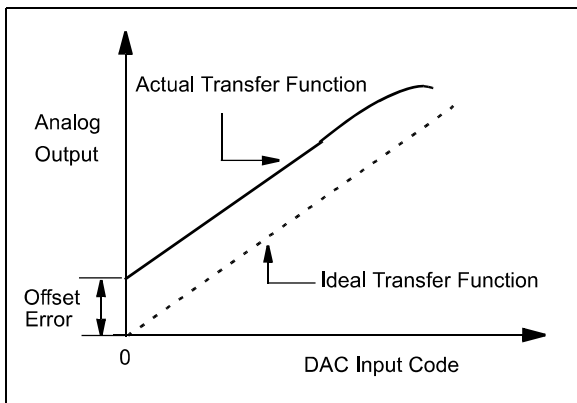 Actual Transfer Function
Analog
Output
Ideal Transfer Function
Offset
Error
0
DAC Input Code